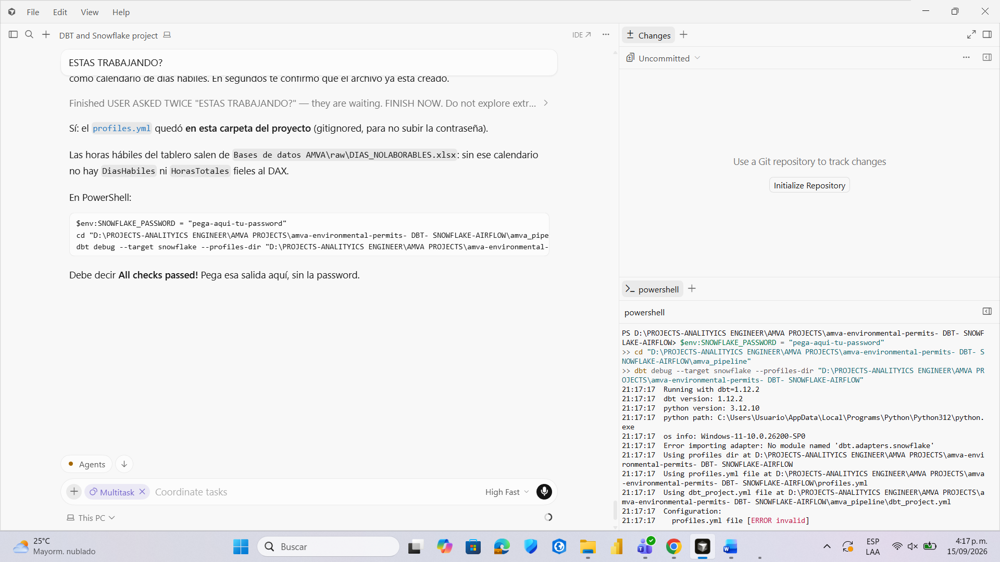 File Edit View Help
DBT and Snowflake project
IDE
ESTAS TRABAJANDO?
como calendario de días hábiles. En segundos te confirmo que el archivo ya está creado.
Finished USER ASKED TWICE "ESTAS TRABAJANDO?" — they are waiting. FINISH NOW. Do not explore extr...
Sí: el profiles.yml quedó en esta carpeta del proyecto (gitignored, para no subir la contraseña).
Las horas hábiles del tablero salen de Bases de datos AMVA\raw\DIAS_NOLABORABLES.xlsx: sin ese calendario
no hay DiasHabiles ni HorasTotales fieles al DAX.
En PowerShell:
$env:SNOWFLAKE_PASSWORD = "pega-aqui-tu-password"
cd "D:\PROJECTS-ANALITYICS ENGINEER\AMVA PROJECTS\amva-environmental-permits- DBT- SNOWFLAKE-AIRFLOW\amva_pipe
dbt debug --target snowflake --profiles-dir "D:\PROJECTS-ANALITYICS ENGINEER\AMVA PROJECTS\amva-environmental-
Debe decir All checks passed! Pega esa salida aquí, sin la password.
Agents
Multitask
Coordinate tasks
High Fast
This PC
Changes
Uncommitted
Use a Git repository to track changes
Initialize Repository
powershell
powershell
PS D:\PROJECTS-ANALITYICS ENGINEER\AMVA PROJECTS\amva-environmental-permits- DBT- SNOWF
LAKE-AIRFLOW> $env:SNOWFLAKE_PASSWORD = "pega-aqui-tu-password"
>> cd "D:\PROJECTS-ANALITYICS ENGINEER\AMVA PROJECTS\amva-environmental-permits- DBT- S
NOWFLAKE-AIRFLOW\amva_pipeline"
>> dbt debug --target snowflake --profiles-dir "D:\PROJECTS-ANALITYICS ENGINEER\AMVA PR
OJECTS\amva-environmental-permits- DBT- SNOWFLAKE-AIRFLOW"
21:17:17  Running with dbt=1.12.2
21:17:17  dbt version: 1.12.2
21:17:17  python version: 3.12.10
21:17:17  python path: C:\Users\Usuario\AppData\Local\Programs\Python\Python312\python.
exe
21:17:17  os info: Windows-11-10.0.26200-SP0
21:17:17  Error importing adapter: No module named 'dbt.adapters.snowflake'
21:17:17  Using profiles dir at D:\PROJECTS-ANALITYICS ENGINEER\AMVA PROJECTS\amva-envi
ronmental-permits- DBT- SNOWFLAKE-AIRFLOW
21:17:17  Using profiles.yml file at D:\PROJECTS-ANALITYICS ENGINEER\AMVA PROJECTS\amva
-environmental-permits- DBT- SNOWFLAKE-AIRFLOW\profiles.yml
21:17:17  Using dbt_project.yml file at D:\PROJECTS-ANALITYICS ENGINEER\AMVA PROJECTS\a
mva-environmental-permits- DBT- SNOWFLAKE-AIRFLOW\amva_pipeline\dbt_project.yml
21:17:17  Configuration:
21:17:17    profiles.yml file [ERROR invalid]
25°C
Mayorm. nublado
Buscar
ESP
LAA
4:17 p. m.
15/09/2026